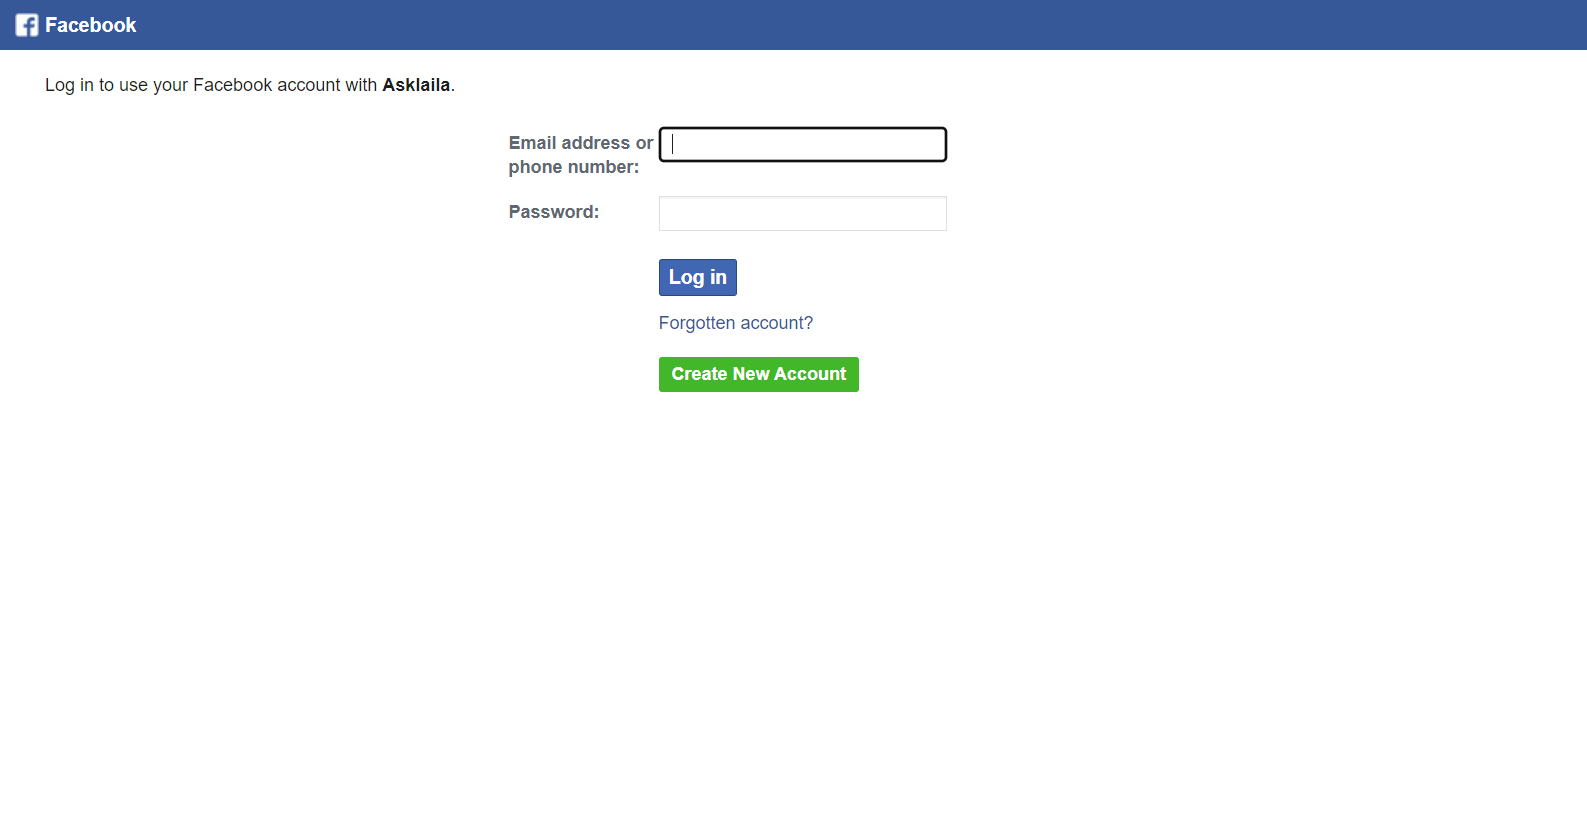 Facebook
Log in to use your Facebook account with Asklaila.
Email address or
phone number:
Password:
Log in
Forgotten account?
Create New Account